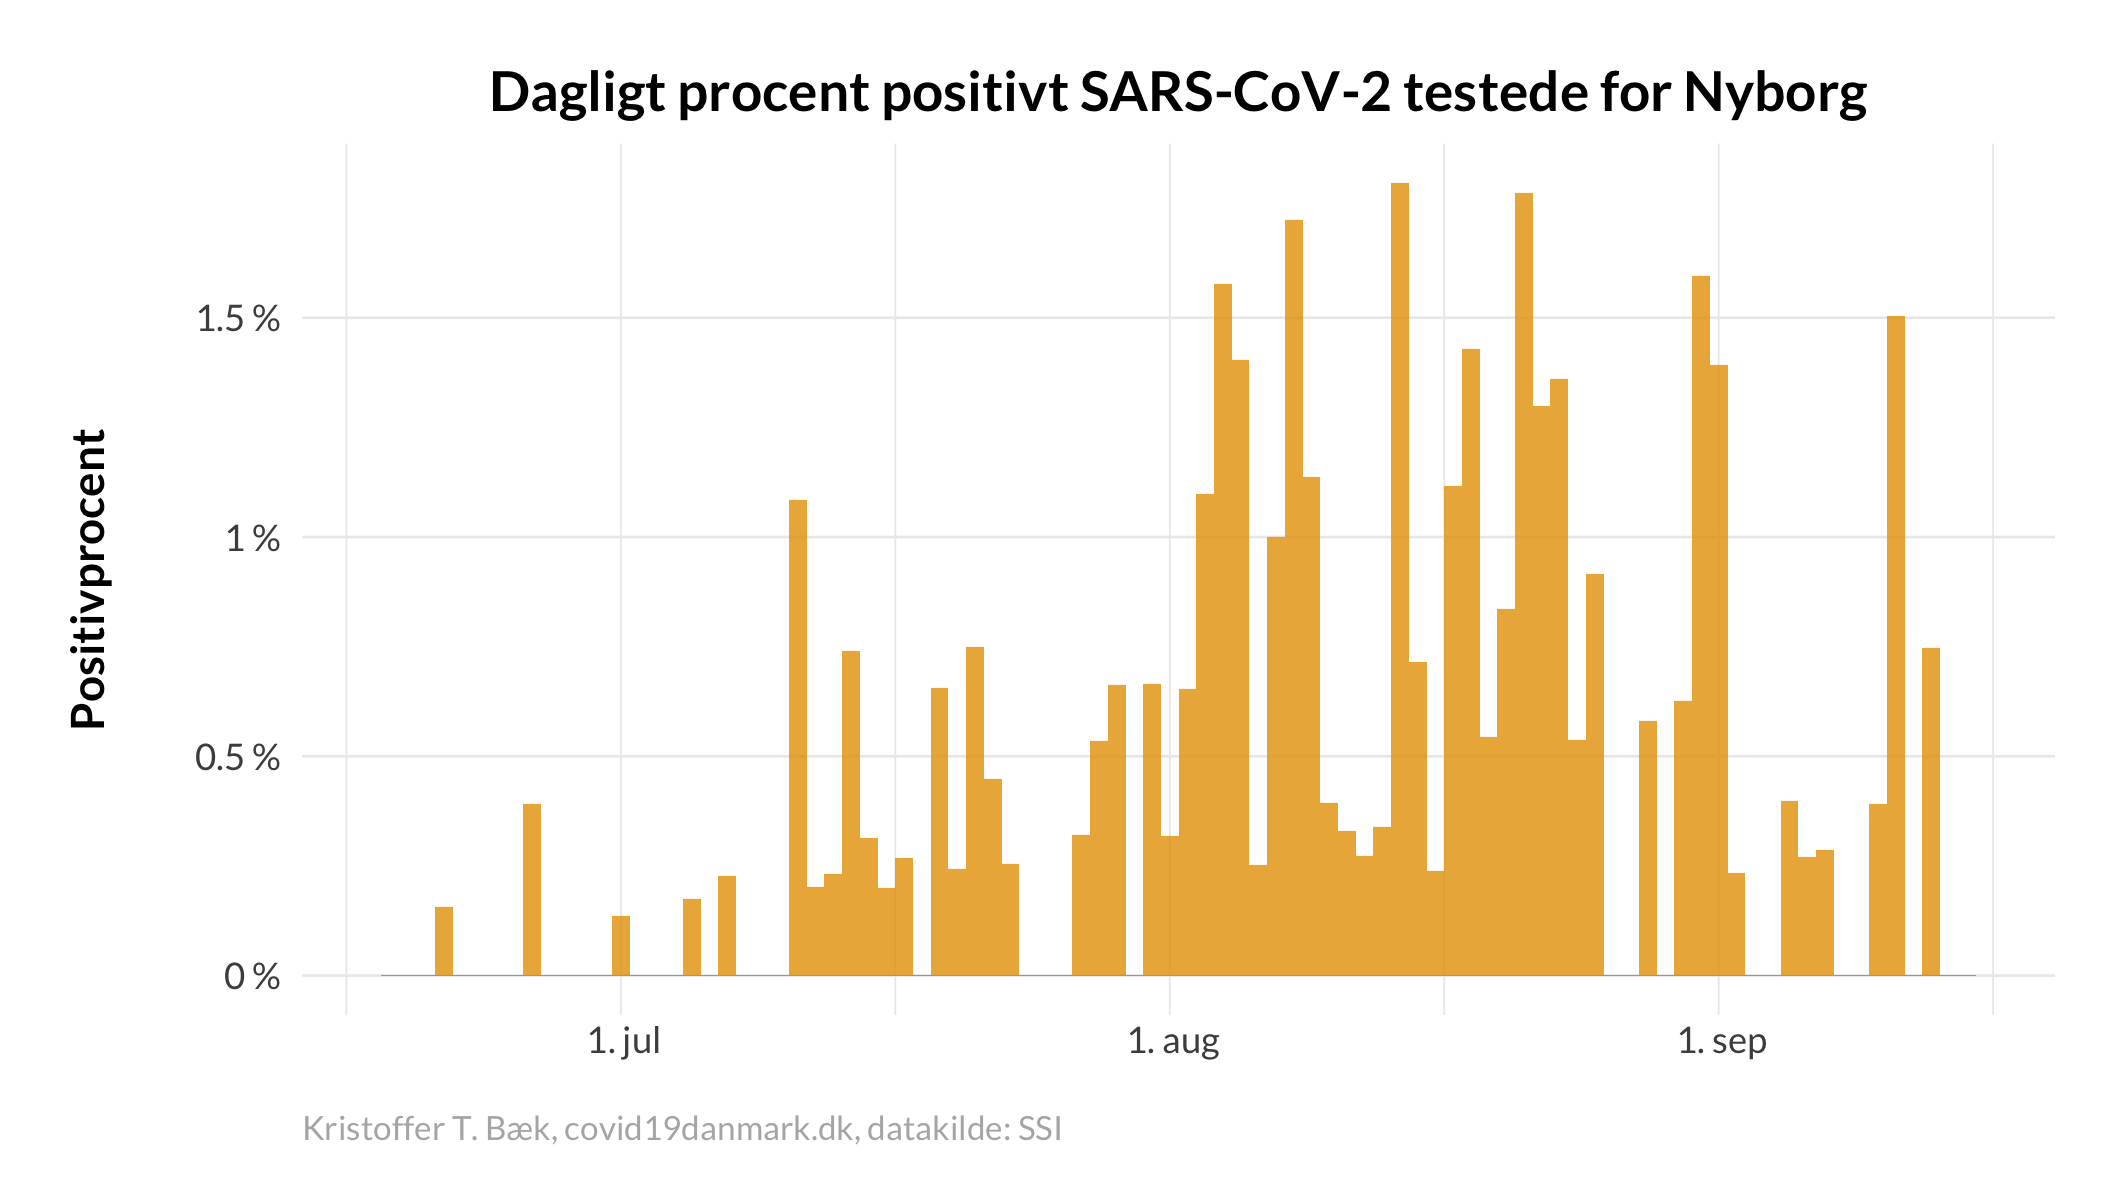 Dagligt procent positivt SARS-CoV-2 testede for Nyborg
Positivprocent
1.5 %
1 %
0.5 %
0 %
1. jul
1. aug
1. sep
Kristoffer T. Bæk, covid19danmark.dk, datakilde: SSI